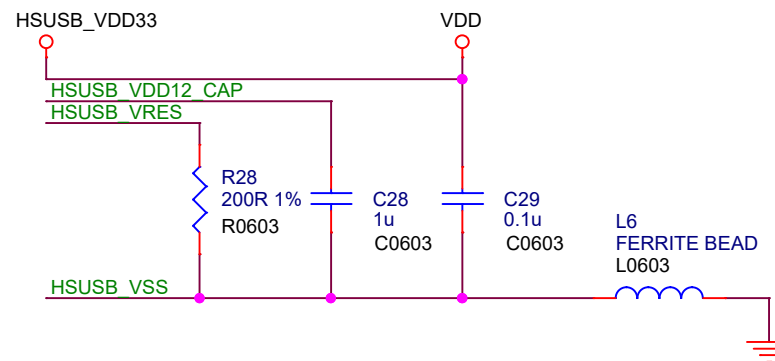 HSUSB_VDD33
VDD
HSUSB_VDD12_CAP
HSUSB_VRES
R28
200R 1%
R0603
C28
1u
C0603
C29
0.1u
C0603
L6
FERRITE BEAD
L0603
HSUSB_VSS